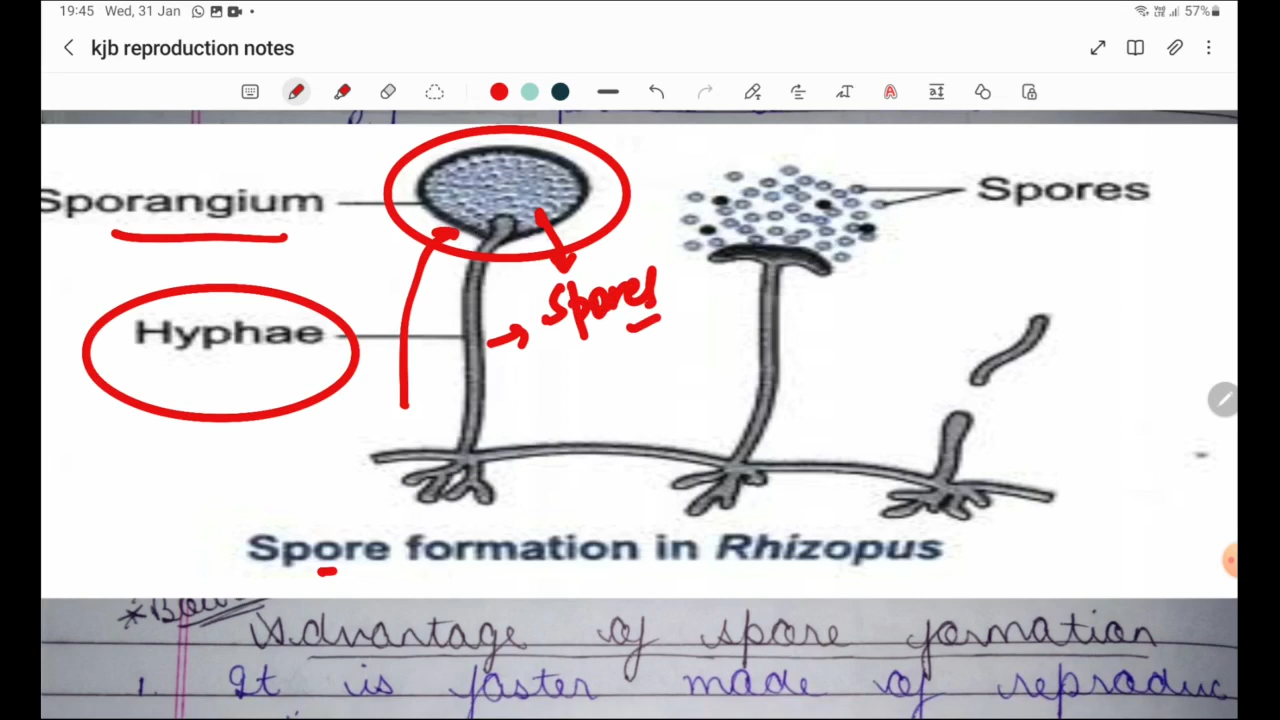 19:45 Wed, 31 Jan
57%
kjb reproduction notes
Sporangium
Spores
Hyphae
Spores
Spore formation in Rhizopus
Advantage of spore formation
1. It is faster made of reproduc